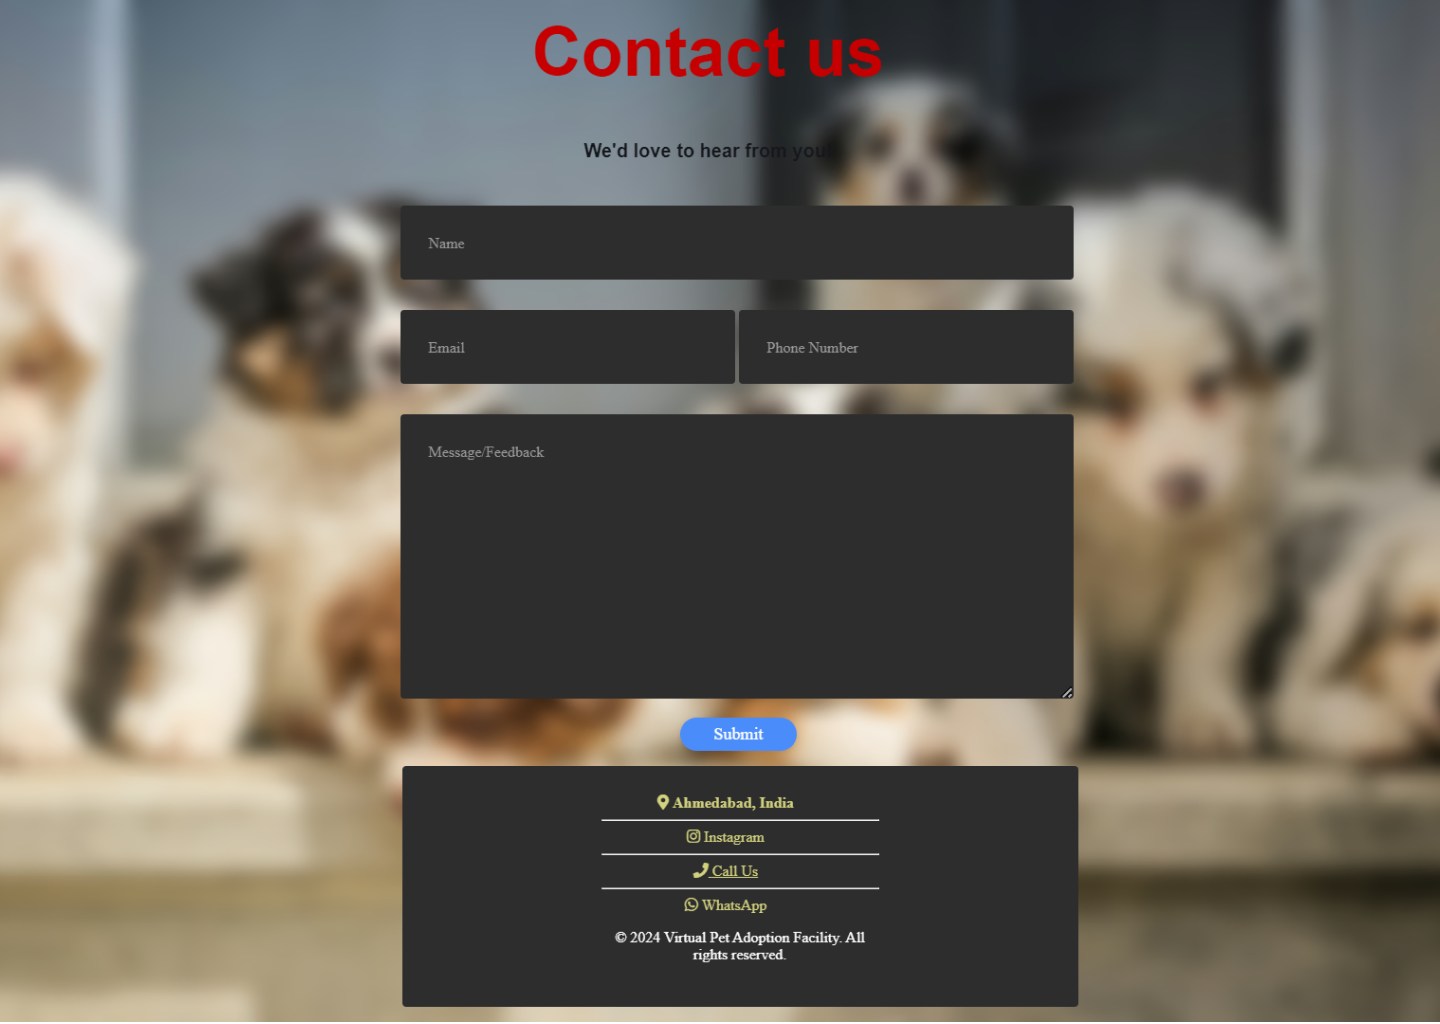 Contact us
We'd love to hear from you!
Name
Email
Phone Number
Message/Feedback
Submit
Ahmedabad, India
Instagram
Call Us
WhatsApp
© 2024 Virtual Pet Adoption Facility. All
rights reserved.